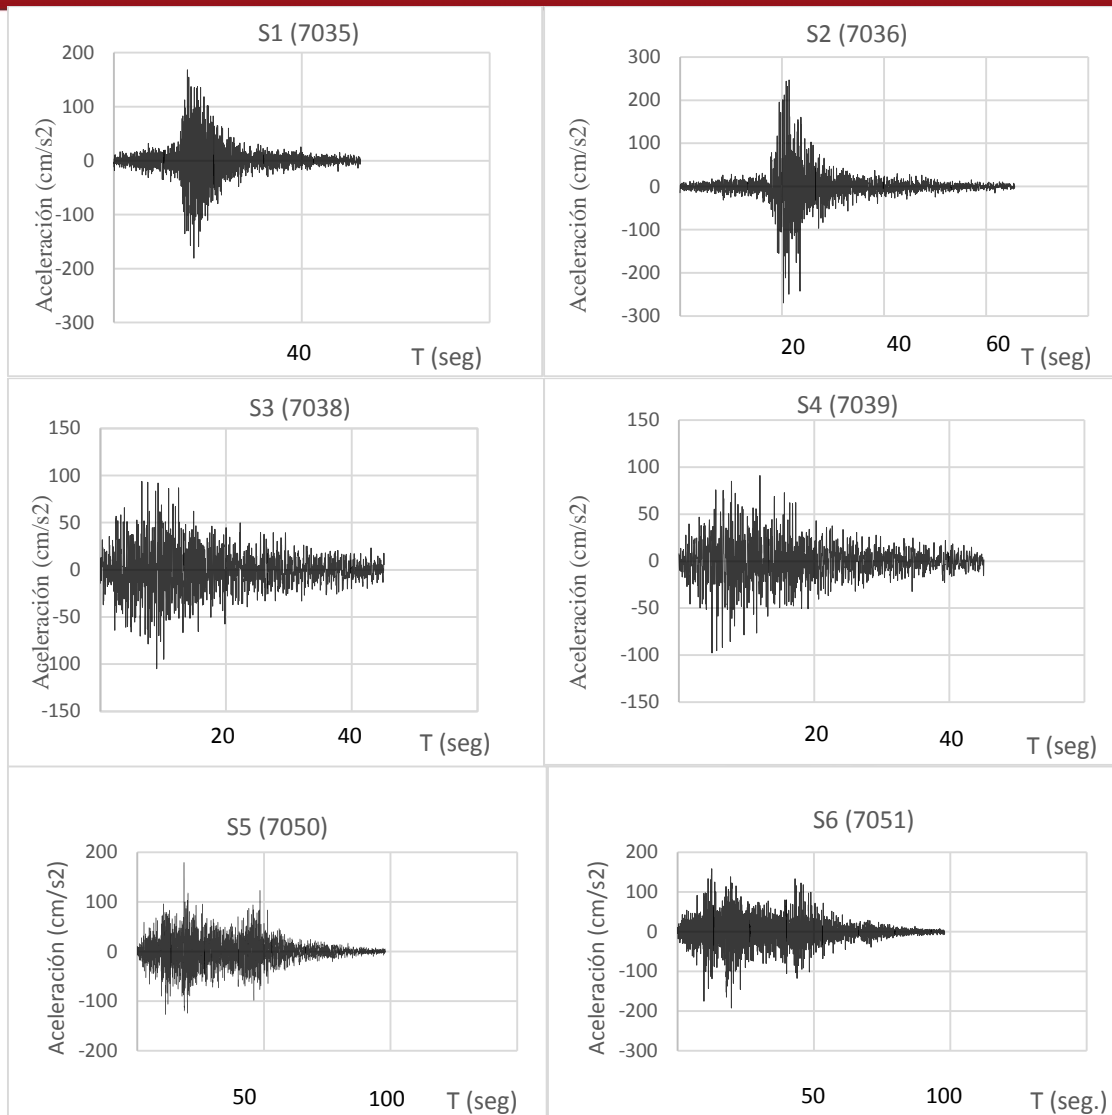 S1 (7035)
200
100
0
-100
-200
-300
Aceleración (cm/s2)
40
T (seg)
S2 (7036)
300
200
100
0
-100
-200
-300
Aceleración (cm/s2)
20
40
60
T (seg)
S3 (7038)
150
100
50
0
-50
-100
-150
Aceleración (cm/s2)
20
40
T (seg)
S4 (7039)
150
100
50
0
-50
-100
-150
Aceleración (cm/s2)
20
40
T (seg)
S5 (7050)
200
100
0
-100
-200
Aceleración (cm/s2)
50
100
T (seg)
S6 (7051)
200
100
0
-100
-200
-300
Aceleración (cm/s2)
50
100
T (seg.)